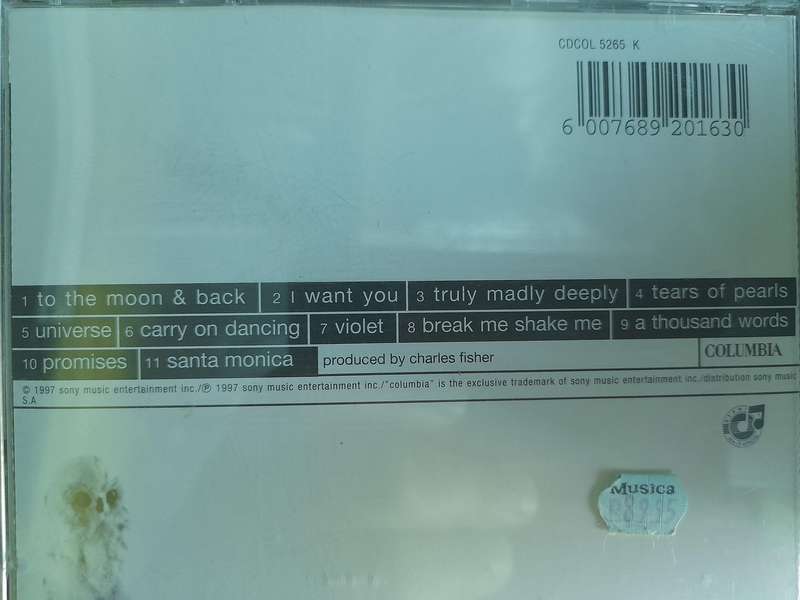 CDCOL 5265 K
6 007689 201630
1 to the moon & back 2 I want you 3 truly madly deeply 4 tears of pearls
5 universe 6 carry on dancing 7 violet 8 break me shake me 9 a thousand words
10 promises 11 santa monica produced by charles fisher COLUMBIA
© 1997 sony music entertainment inc./℗ 1997 sony music entertainment inc./"columbia" is the exclusive trademark of sony music entertainment inc./distribution sony music
S.A
Musica